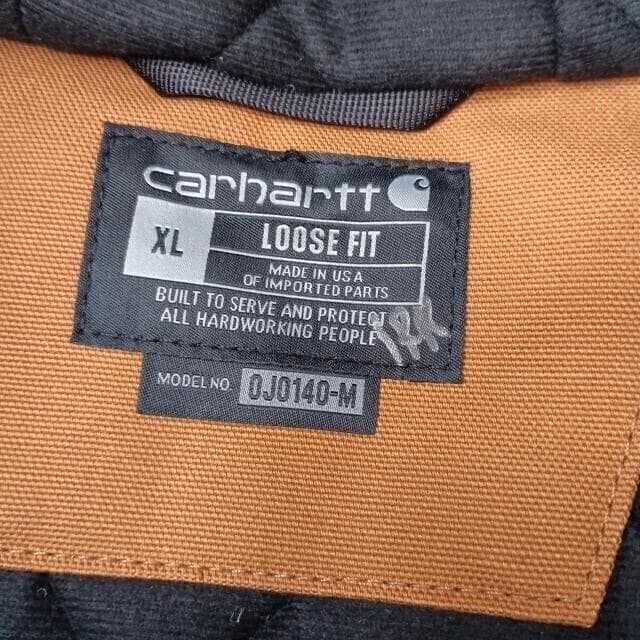 carhartt
XL LOOSE FIT
MADE IN USA
OF IMPORTED PARTS
BUILT TO SERVE AND PROTECT
ALL HARDWORKING PEOPLE
MODEL NO. 0J0140-M